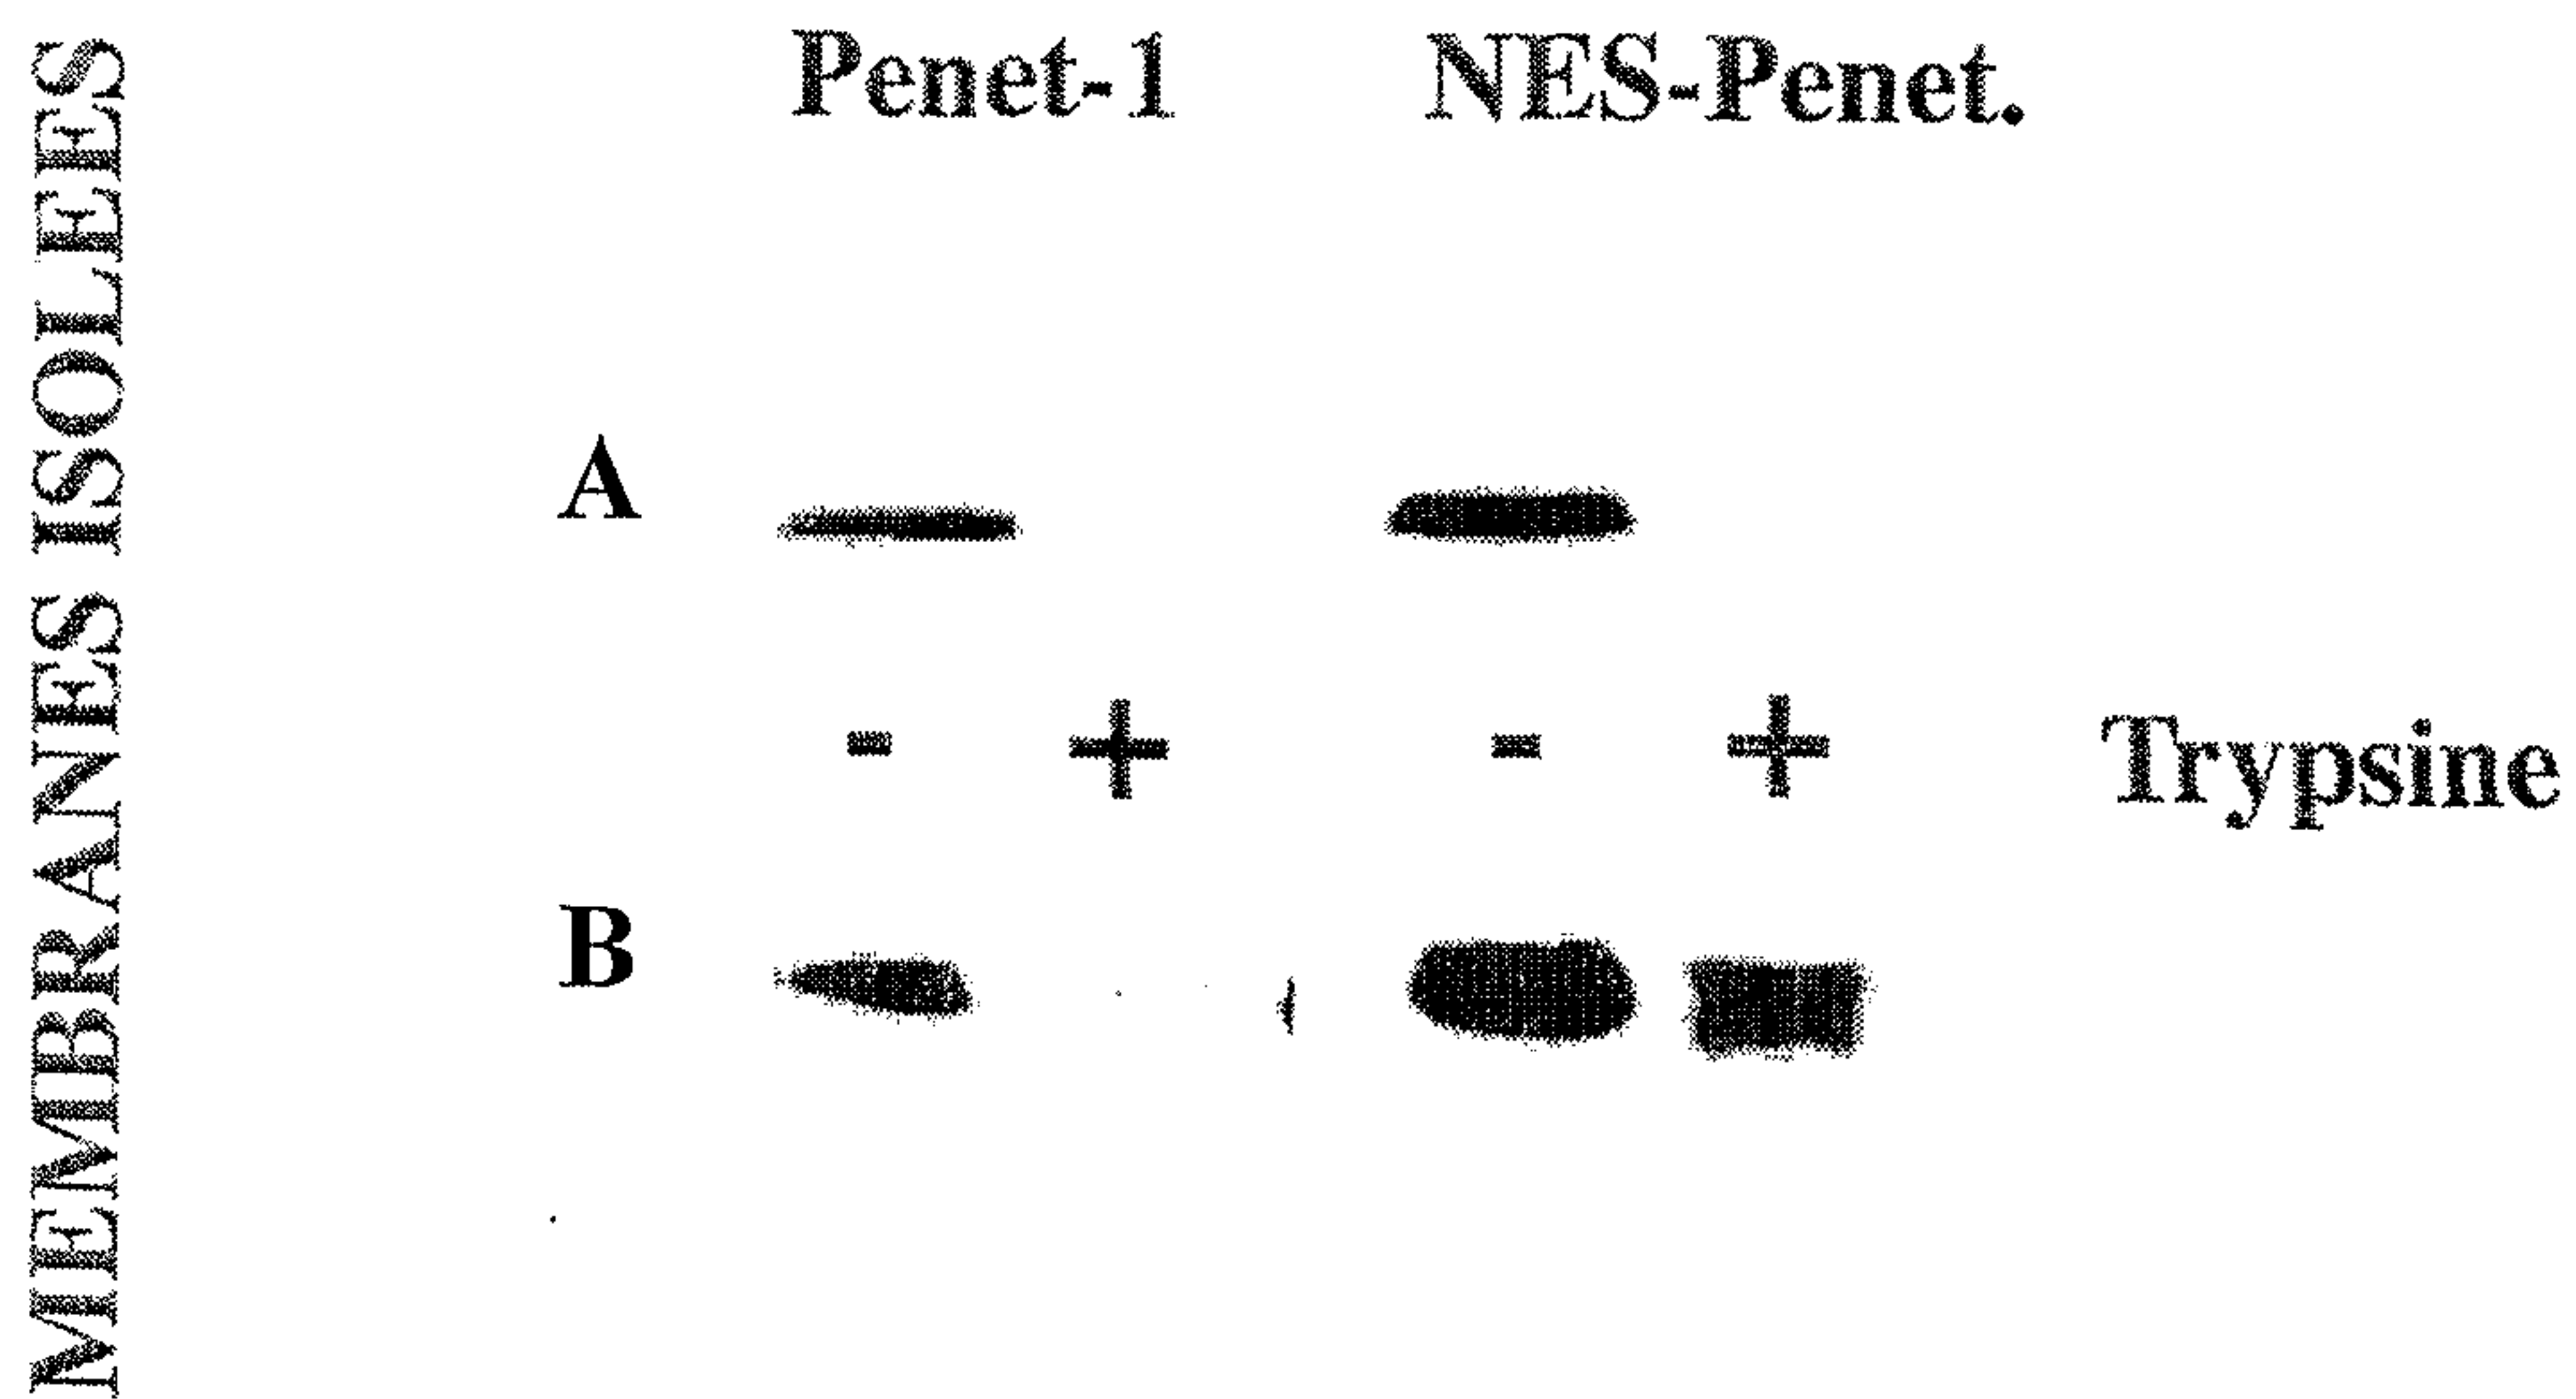 MEMBRANES ISOLEES
Penet-1 NES-Penet.
A
- + - + Trypsine
B